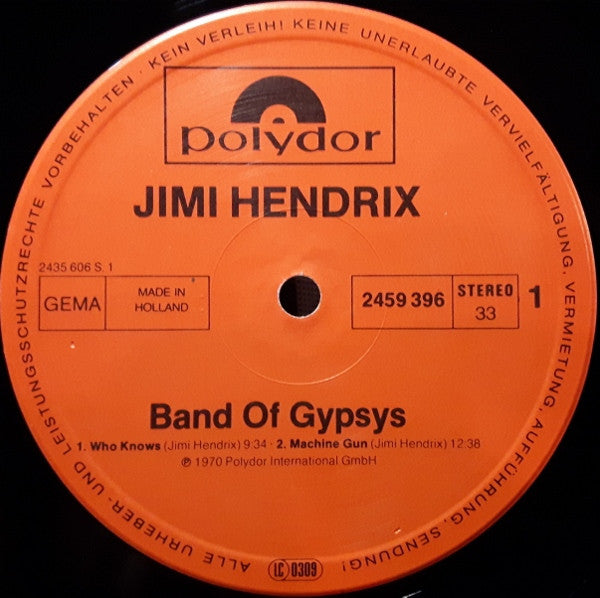 ALLE URHEBER- UND LEISTUNGSSCHUTZRECHTE VORBEHALTEN · KEIN VERLEIH! KEINE UNERLAUBTE VERVIELFÄLTIGUNG, VERMIETUNG, AUFFÜHRUNG, SENDUNG!
polydor
JIMI HENDRIX
2435 606 S. 1
GEMA
MADE IN
HOLLAND
2459 396
STEREO
33
1
Band Of Gypsys
1. Who Knows (Jimi Hendrix) 9:34 · 2. Machine Gun (Jimi Hendrix) 12:38
℗ 1970 Polydor International GmbH
LC 0309